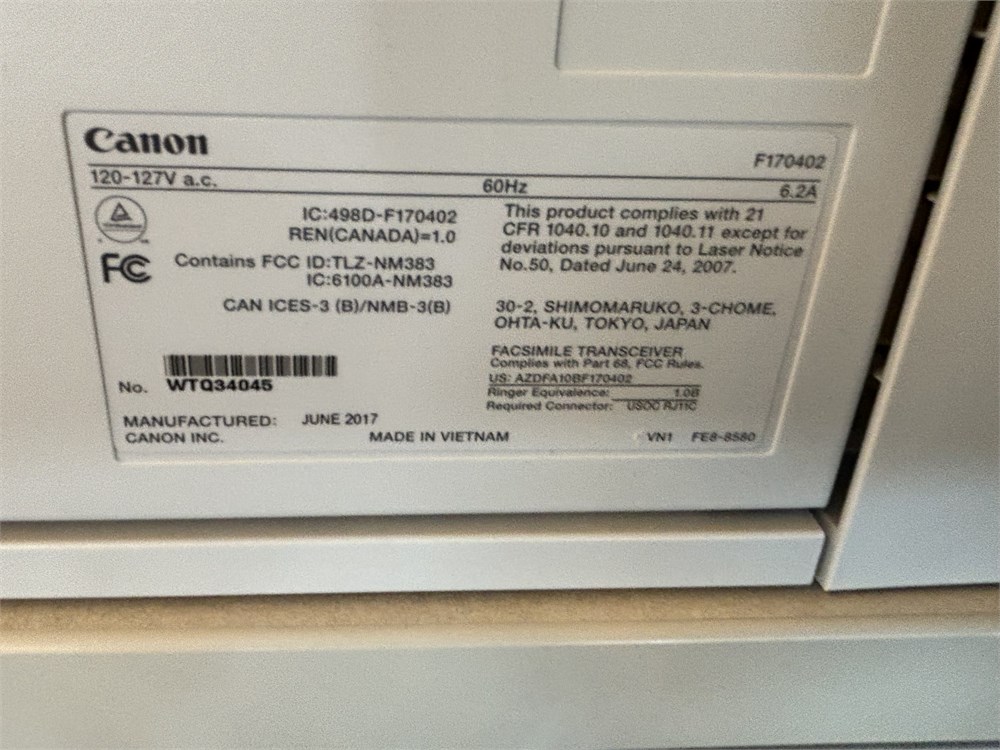 Canon
F170402
120-127V a.c. 60Hz 6.2A
IC:498D-F170402
REN(CANADA)=1.0
FC
Contains FCC ID:TLZ-NM383
IC:6100A-NM383
CAN ICES-3 (B)/NMB-3(B)
This product complies with 21
CFR 1040.10 and 1040.11 except for
deviations pursuant to Laser Notice
No.50, Dated June 24, 2007.
30-2, SHIMOMARUKO, 3-CHOME,
OHTA-KU, TOKYO, JAPAN
FACSIMILE TRANSCEIVER
Complies with Part 68, FCC Rules.
US: AZDFA10BF170402
Ringer Equivalence: 1.0B
Required Connector: USOC RJ11C
No. WTQ34045
MANUFACTURED: JUNE 2017
CANON INC. MADE IN VIETNAM
VN1 FE8-8580